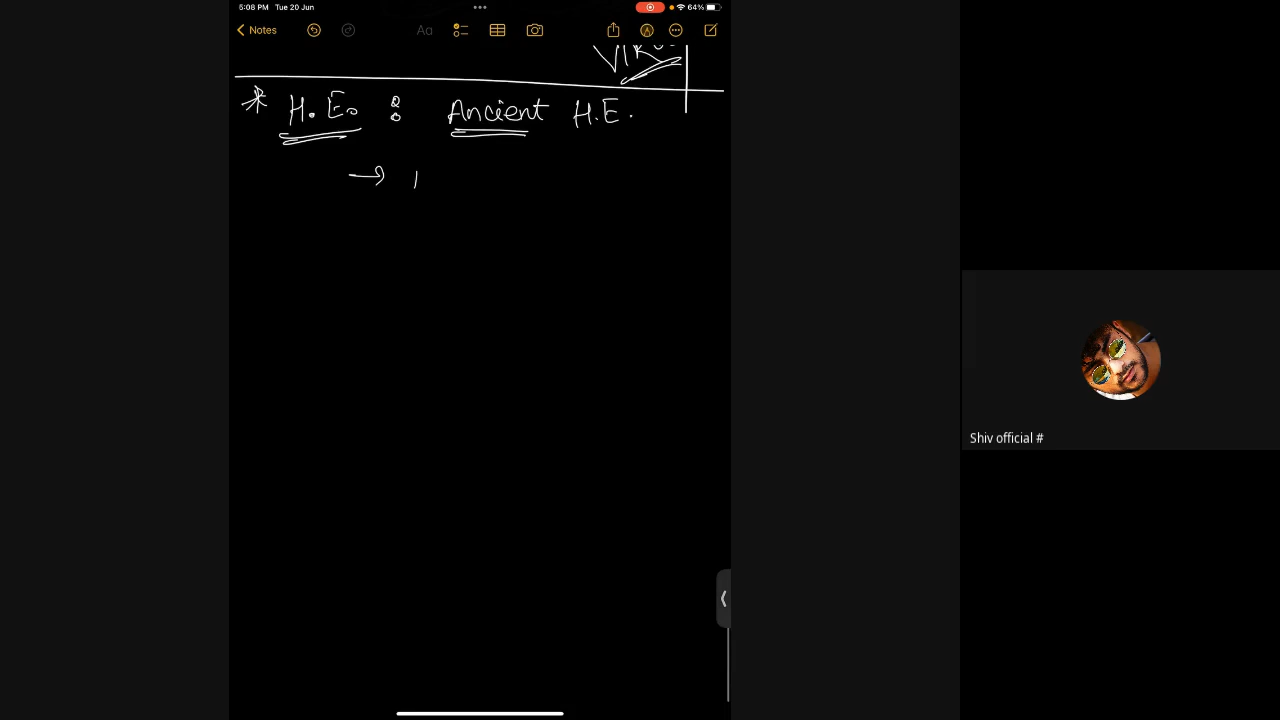 5:08 PM Tue 20 Jun 64%
Notes Aa
* H. E. : Ancient H.E.
→
Shiv official #